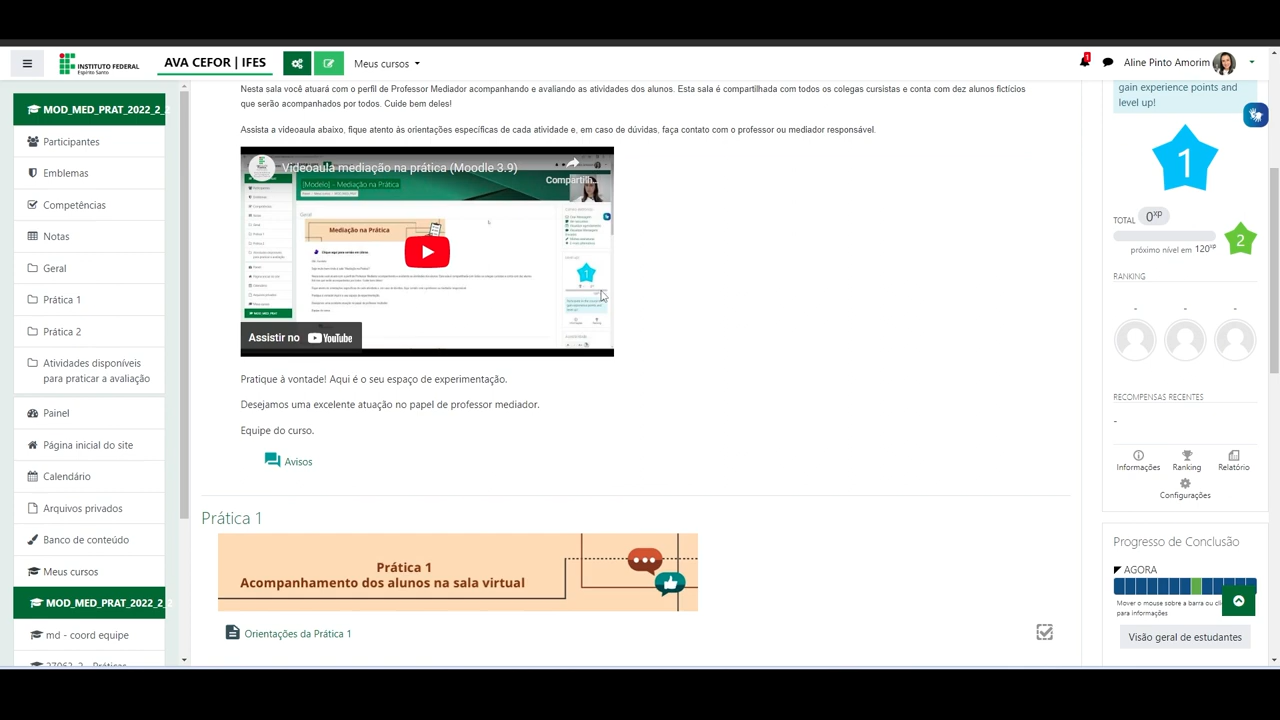 INSTITUTO FEDERAL
Espírito Santo
AVA CEFOR | IFES
Meus cursos
1
Aline Pinto Amorim
MOD_MED_PRAT_2022_2_2
Participantes
Emblemas
Competências
Notas
Geral
Prática 1
Prática 2
Atividades disponíveis
para praticar a avaliação
Painel
Página inicial do site
Calendário
Arquivos privados
Banco de conteúdo
Meus cursos
MOD_MED_PRAT_2022_2_2
md - coord equipe
Nesta sala você atuará com o perfil de Professor Mediador acompanhando e avaliando as atividades dos alunos. Esta sala é compartilhada com todos os colegas cursistas e conta com dez alunos fictícios
que serão acompanhados por todos. Cuide bem deles!
Assista a videoaula abaixo, fique atento às orientações específicas de cada atividade e, em caso de dúvidas, faça contato com o professor ou mediador responsável.
Videoaula mediação na prática (Moodle 3.9)
Compartilh...
[Modelo] – Mediação na Prática
Geral
Mediação na Prática
Assistir no YouTube
Pratique à vontade! Aqui é o seu espaço de experimentação.
Desejamos uma excelente atuação no papel de professor mediador.
Equipe do curso.
Avisos
Prática 1
Prática 1
Acompanhamento dos alunos na sala virtual
Orientações da Prática 1
gain experience points and
level up!
1
TOTAL 0xp
próximo nível em 120xp
2
RANKING
- - -
RECOMPENSAS RECENTES
-
Informações Ranking Relatório
Configurações
Progresso de Conclusão
AGORA
Mover o mouse sobre a barra ou cli
para informações
Visão geral de estudantes